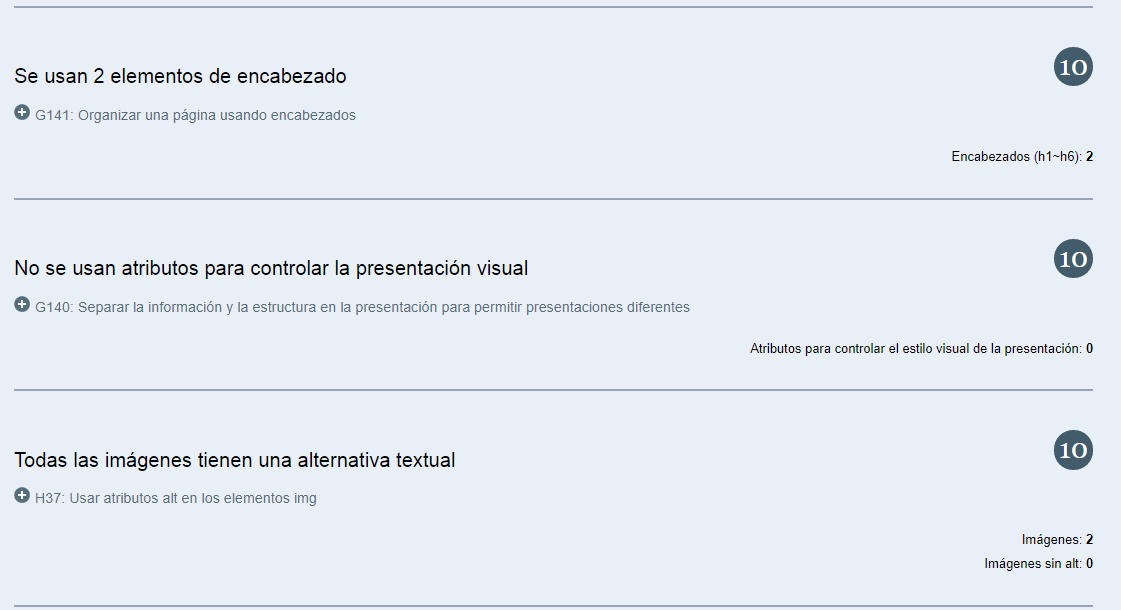 Se usan 2 elementos de encabezado
10
G141: Organizar una página usando encabezados
Encabezados (h1~h6): 2
No se usan atributos para controlar la presentación visual
10
G140: Separar la información y la estructura en la presentación para permitir presentaciones diferentes
Atributos para controlar el estilo visual de la presentación: 0
Todas las imágenes tienen una alternativa textual
10
H37: Usar atributos alt en los elementos img
Imágenes: 2
Imágenes sin alt: 0